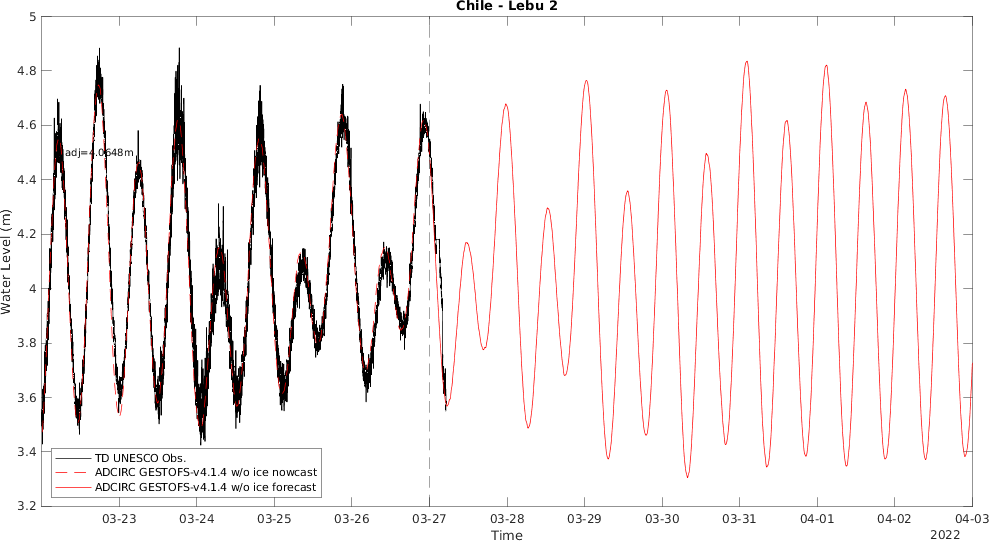 Chile - Lebu 2
5
4.8
4.6
adj=4.0648m
4.4
4.2
4
3.8
3.6
3.4
3.2
Water Level (m)
TD UNESCO Obs.
ADCIRC GESTOFS-v4.1.4 w/o ice nowcast
ADCIRC GESTOFS-v4.1.4 w/o ice forecast
03-23 03-24 03-25 03-26 03-27 03-28 03-29 03-30 03-31 04-01 04-02 04-03
Time
2022